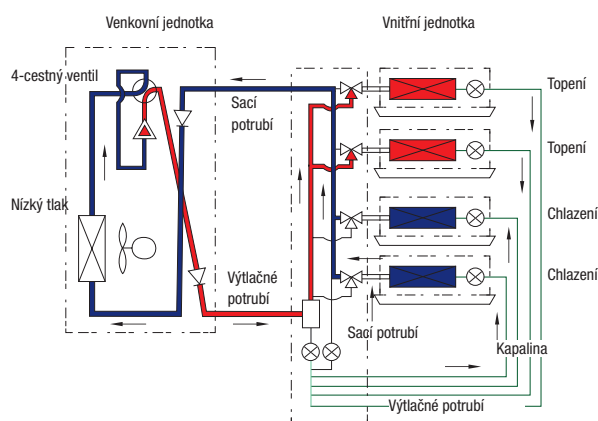 Venkovní jednotka
Vnitřní jednotka
4-cestný ventil
Sací
potrubí
Topení
Topení
Nízký tlak
Chlazení
Výtlačné
potrubí
Chlazení
Sací potrubí
Kapalina
Výtlačné potrubí